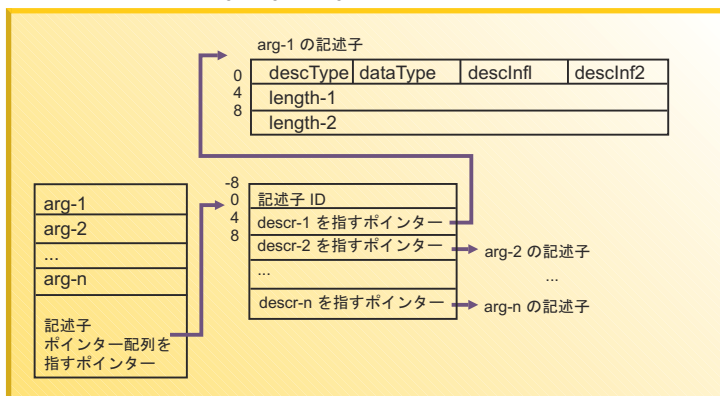 arg-1 の記述子
0
4
8
descType dataType descInfl descInf2
length-1
length-2
arg-1
arg-2
...
arg-n
記述子
ポインター配列を
指すポインター
-8
0
4
8
記述子 ID
descr-1 を指すポインター
descr-2 を指すポインター
...
descr-n を指すポインター
arg-2 の記述子
...
arg-n の記述子